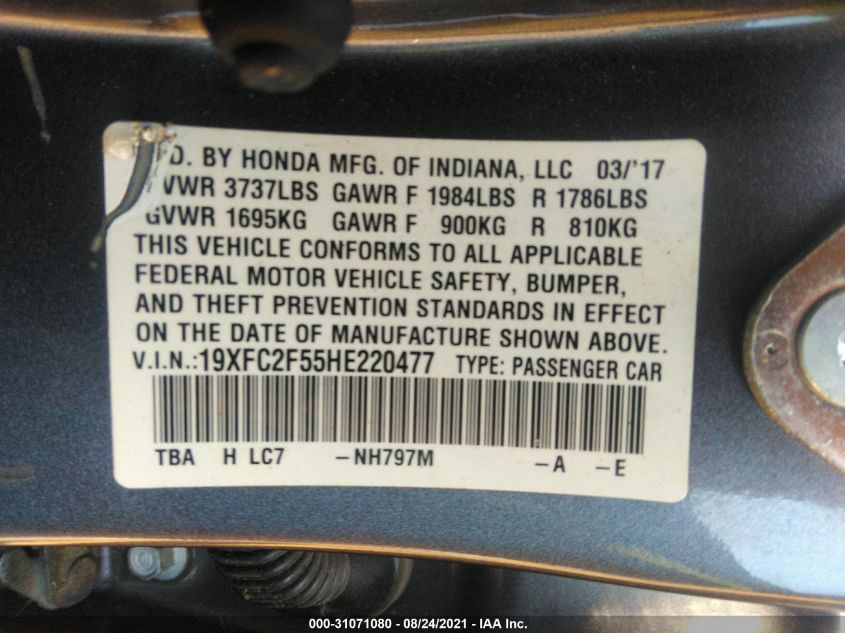 D. BY HONDA MFG. OF INDIANA, LLC 03/'17
VWR 3737LBS GAWR F 1984LBS R 1786LBS
GVWR 1695KG GAWR F 900KG R 810KG
THIS VEHICLE CONFORMS TO ALL APPLICABLE
FEDERAL MOTOR VEHICLE SAFETY, BUMPER,
AND THEFT PREVENTION STANDARDS IN EFFECT
ON THE DATE OF MANUFACTURE SHOWN ABOVE.
V.I.N.:19XFC2F55HE220477 TYPE: PASSENGER CAR
TBA H LC7 -NH797M -A -E
000-31071080 - 08/24/2021 - IAA Inc.